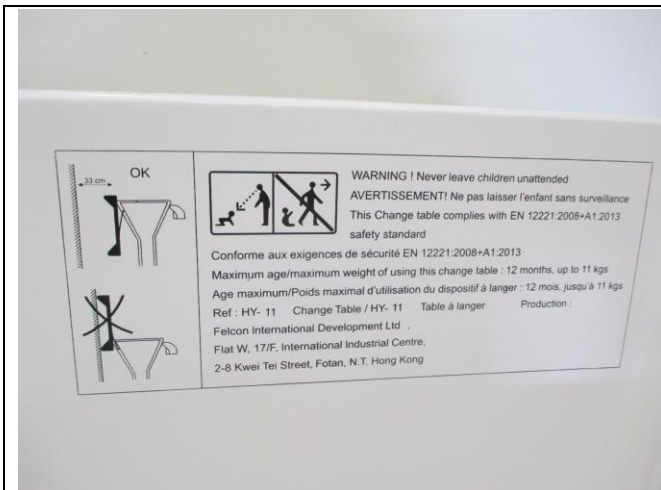 33 cm
OK
WARNING ! Never leave children unattended
AVERTISSEMENT! Ne pas laisser l'enfant sans surveillance
This Change table complies with EN 12221:2008+A1:2013
safety standard
Conforme aux exigences de sécurité EN 12221:2008+A1:2013
Maximum age/maximum weight of using this change table : 12 months, up to 11 kgs
Age maximum/Poids maximal d'utilisation du dispositif à langer : 12 mois, jusqu'à 11 kgs
Ref : HY- 11 Change Table / HY- 11 Table à langer Production :
Felcon International Development Ltd .
Flat W, 17/F, International Industrial Centre,
2-8 Kwei Tei Street, Fotan, N.T. Hong Kong